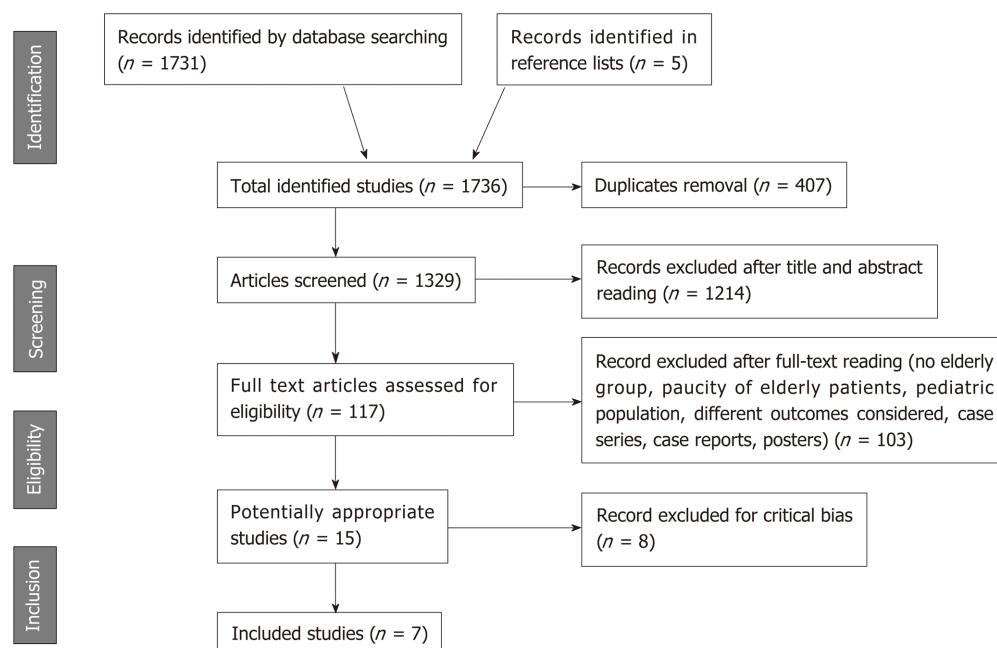 Identification
Records identified by database searching
(n = 1731)
Records identified in
reference lists (n = 5)
Total identified studies (n = 1736)
Duplicates removal (n = 407)
Screening
Articles screened (n = 1329)
Records excluded after title and abstract
reading (n = 1214)
Full text articles assessed for
eligibility (n = 117)
Record excluded after full-text reading (no elderly
group, paucity of elderly patients, pediatric
population, different outcomes considered, case
series, case reports, posters) (n = 103)
Eligibility
Potentially appropriate
studies (n = 15)
Record excluded for critical bias
(n = 8)
Inclusion
Included studies (n = 7)